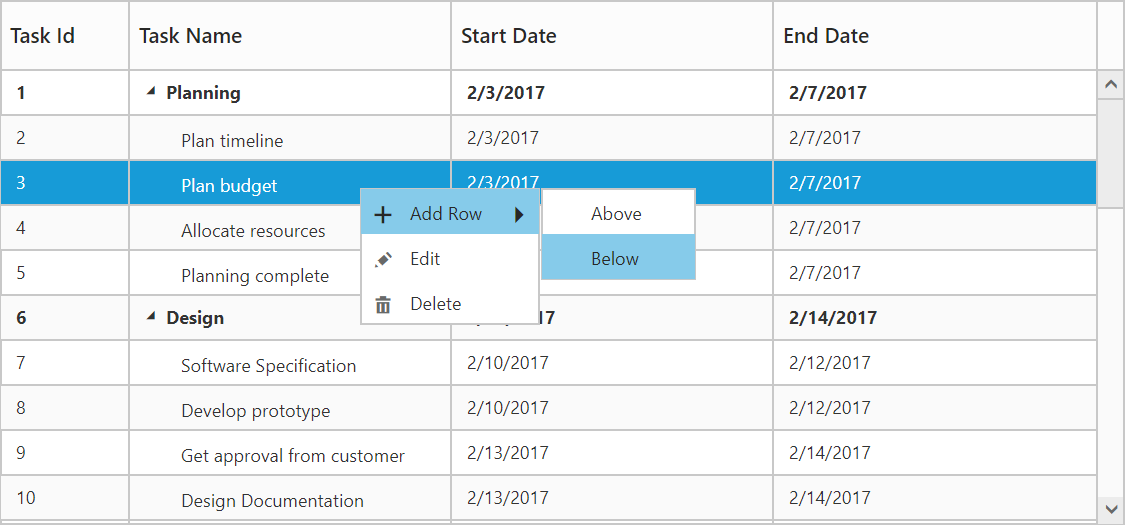 Task Id Task Name Start Date End Date
1 Planning 2/3/2017 2/7/2017
2 Plan timeline 2/3/2017 2/7/2017
3 Plan budget 2/3/2017 2/7/2017
Add Row Above
4 Allocate resources 2/7/2017
Edit Below
5 Planning complete 2/7/2017
Delete
6 Design 2/14/2017
7 Software Specification 2/10/2017 2/12/2017
8 Develop prototype 2/10/2017 2/12/2017
9 Get approval from customer 2/13/2017 2/14/2017
10 Design Documentation 2/13/2017 2/14/2017